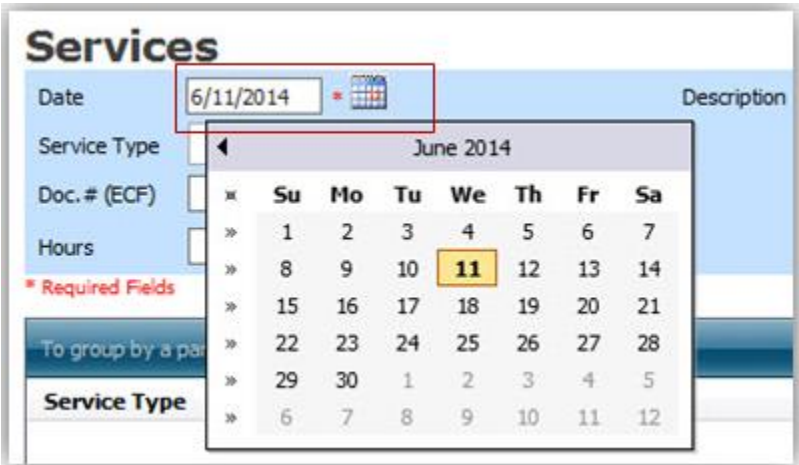 Services
Date 6/11/2014 * Description
Service Type
June 2014
Doc. # (ECF)
Su Mo Tu We Th Fr Sa
» 1 2 3 4 5 6 7
Hours
» 8 9 10 11 12 13 14
* Required Fields
» 15 16 17 18 19 20 21
To group by a par
» 22 23 24 25 26 27 28
» 29 30 1 2 3 4 5
Service Type
» 6 7 8 9 10 11 12